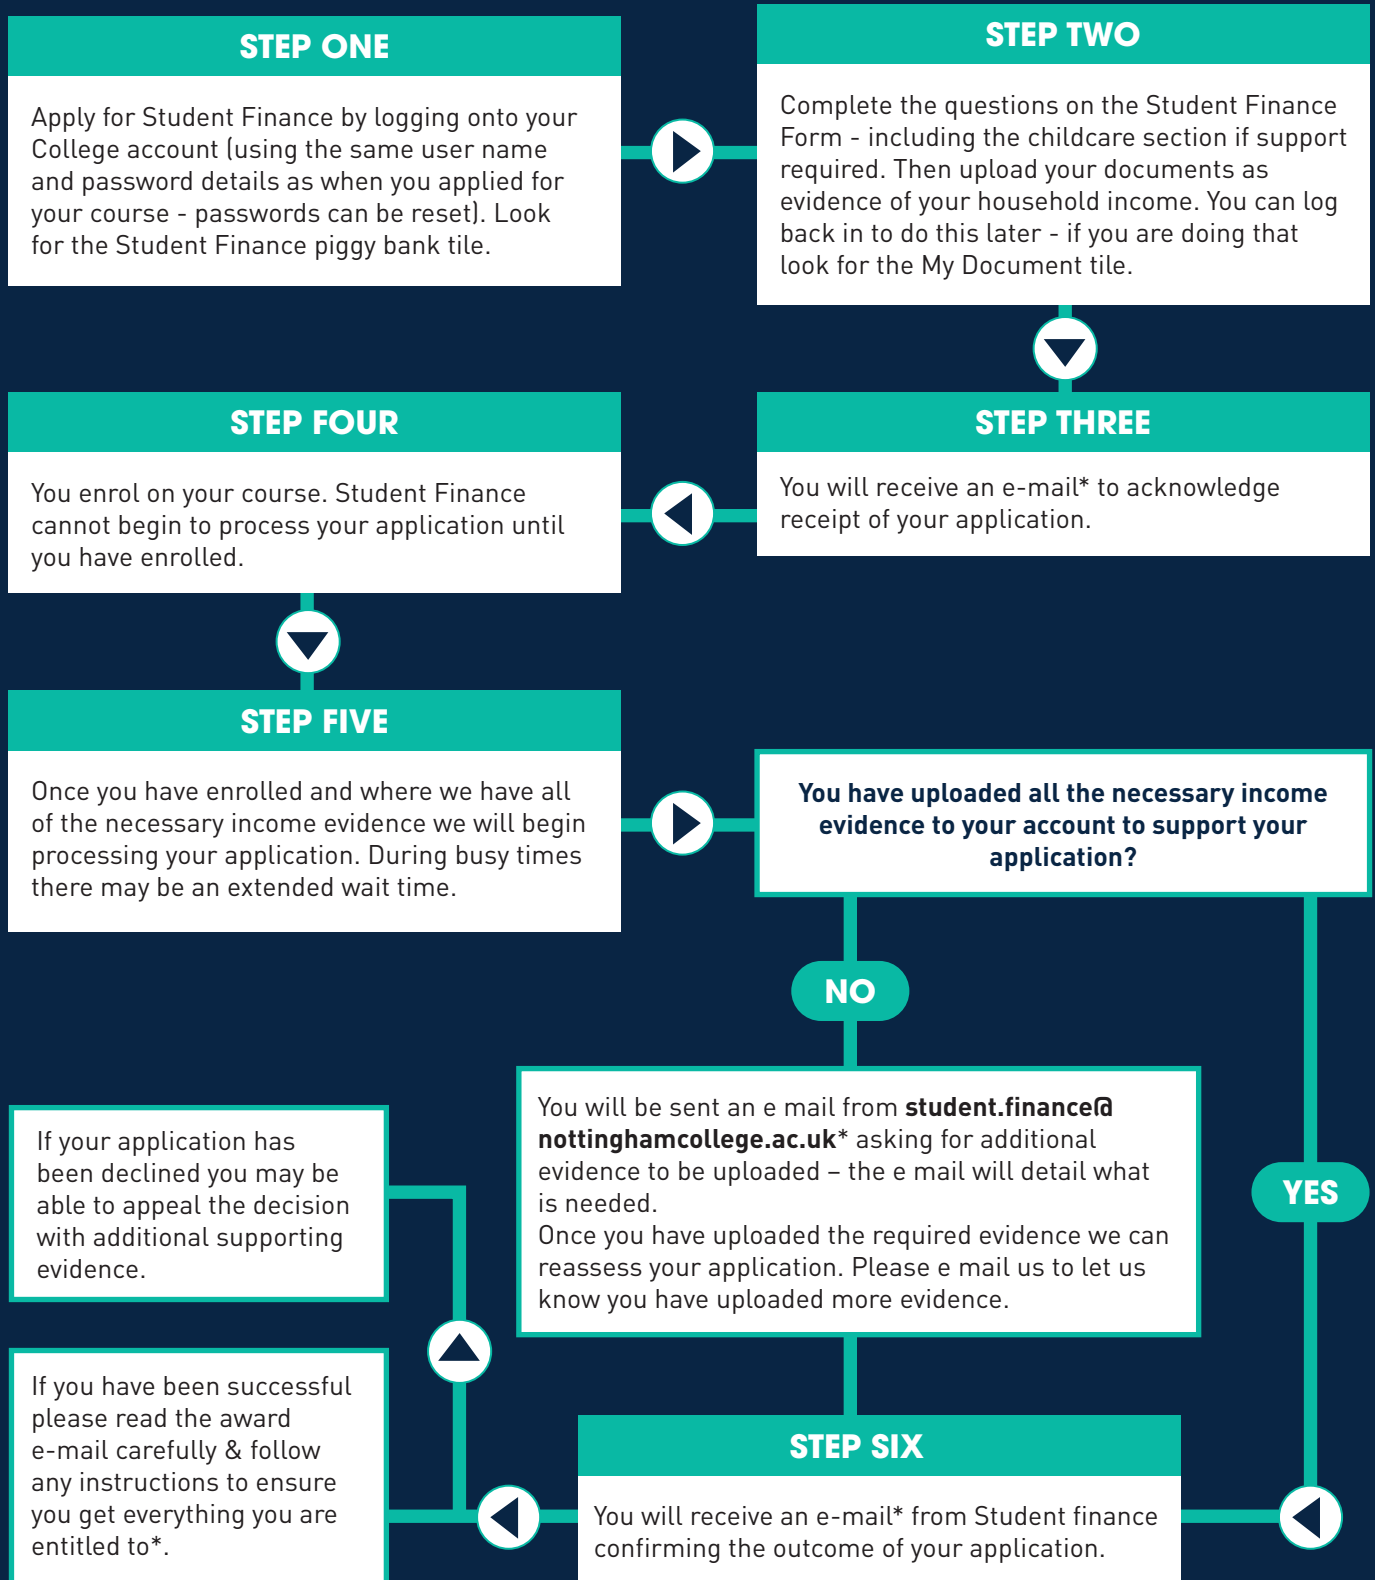 STEP ONE
Apply for Student Finance by logging onto your
College account (using the same user name
and password details as when you applied for
your course - passwords can be reset). Look
for the Student Finance piggy bank tile.
STEP TWO
Complete the questions on the Student Finance
Form - including the childcare section if support
required. Then upload your documents as
evidence of your household income. You can log
back in to do this later - if you are doing that
look for the My Document tile.
STEP THREE
You will receive an e-mail* to acknowledge
receipt of your application.
STEP FOUR
You enrol on your course. Student Finance
cannot begin to process your application until
you have enrolled.
STEP FIVE
Once you have enrolled and where we have all
of the necessary income evidence we will begin
processing your application. During busy times
there may be an extended wait time.
You have uploaded all the necessary income
evidence to your account to support your
application?
NO
You will be sent an e mail from student.finance@
nottinghamcollege.ac.uk* asking for additional
evidence to be uploaded – the e mail will detail what
is needed.
Once you have uploaded the required evidence we can
reassess your application. Please e mail us to let us
know you have uploaded more evidence.
YES
STEP SIX
You will receive an e-mail* from Student finance
confirming the outcome of your application.
If your application has
been declined you may be
able to appeal the decision
with additional supporting
evidence.
If you have been successful
please read the award
e-mail carefully & follow
any instructions to ensure
you get everything you are
entitled to*.